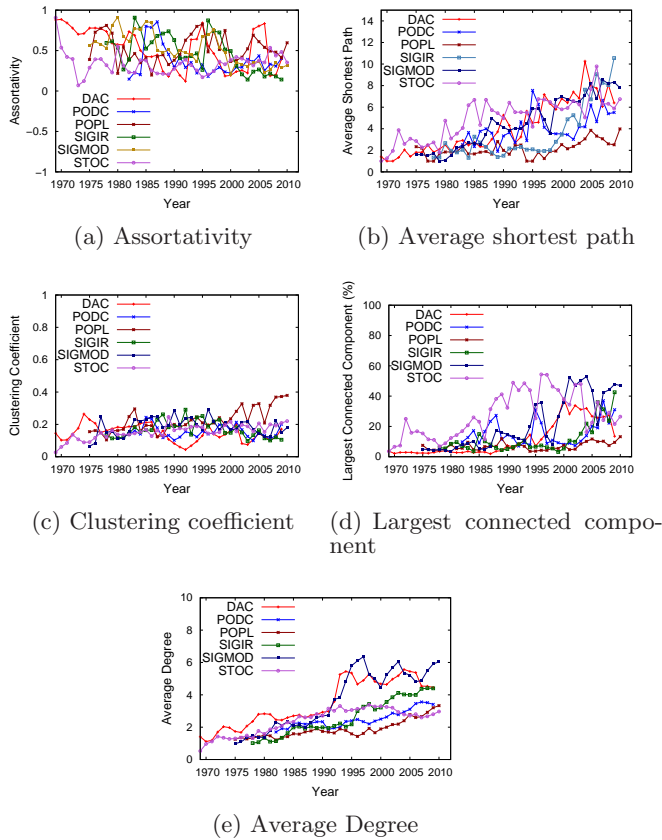 1
0.5
0
−0.5
−1
Assortativity
DAC
PODC
POPL
SIGIR
SIGMOD
STOC
1970 1975 1980 1985 1990 1995 2000 2005 2010
Year
(a) Assortativity
14
12
10
8
6
4
2
0
Average Shortest Path
DAC
PODC
POPL
SIGIR
SIGMOD
STOC
1970 1975 1980 1985 1990 1995 2000 2005 2010
Year
(b) Average shortest path
1
0.8
0.6
0.4
0.2
0
Clustering Coefficient
DAC
PODC
POPL
SIGIR
SIGMOD
STOC
1970 1975 1980 1985 1990 1995 2000 2005 2010
Year
(c) Clustering coefficient
100
80
60
40
20
0
Largest Connected Component (%)
DAC
PODC
POPL
SIGIR
SIGMOD
STOC
1970 1975 1980 1985 1990 1995 2000 2005 2010
Year
(d) Largest connected compo-
nent
10
8
6
4
2
0
Average Degree
DAC
PODC
POPL
SIGIR
SIGMOD
STOC
1970 1975 1980 1985 1990 1995 2000 2005 2010
Year
(e) Average Degree